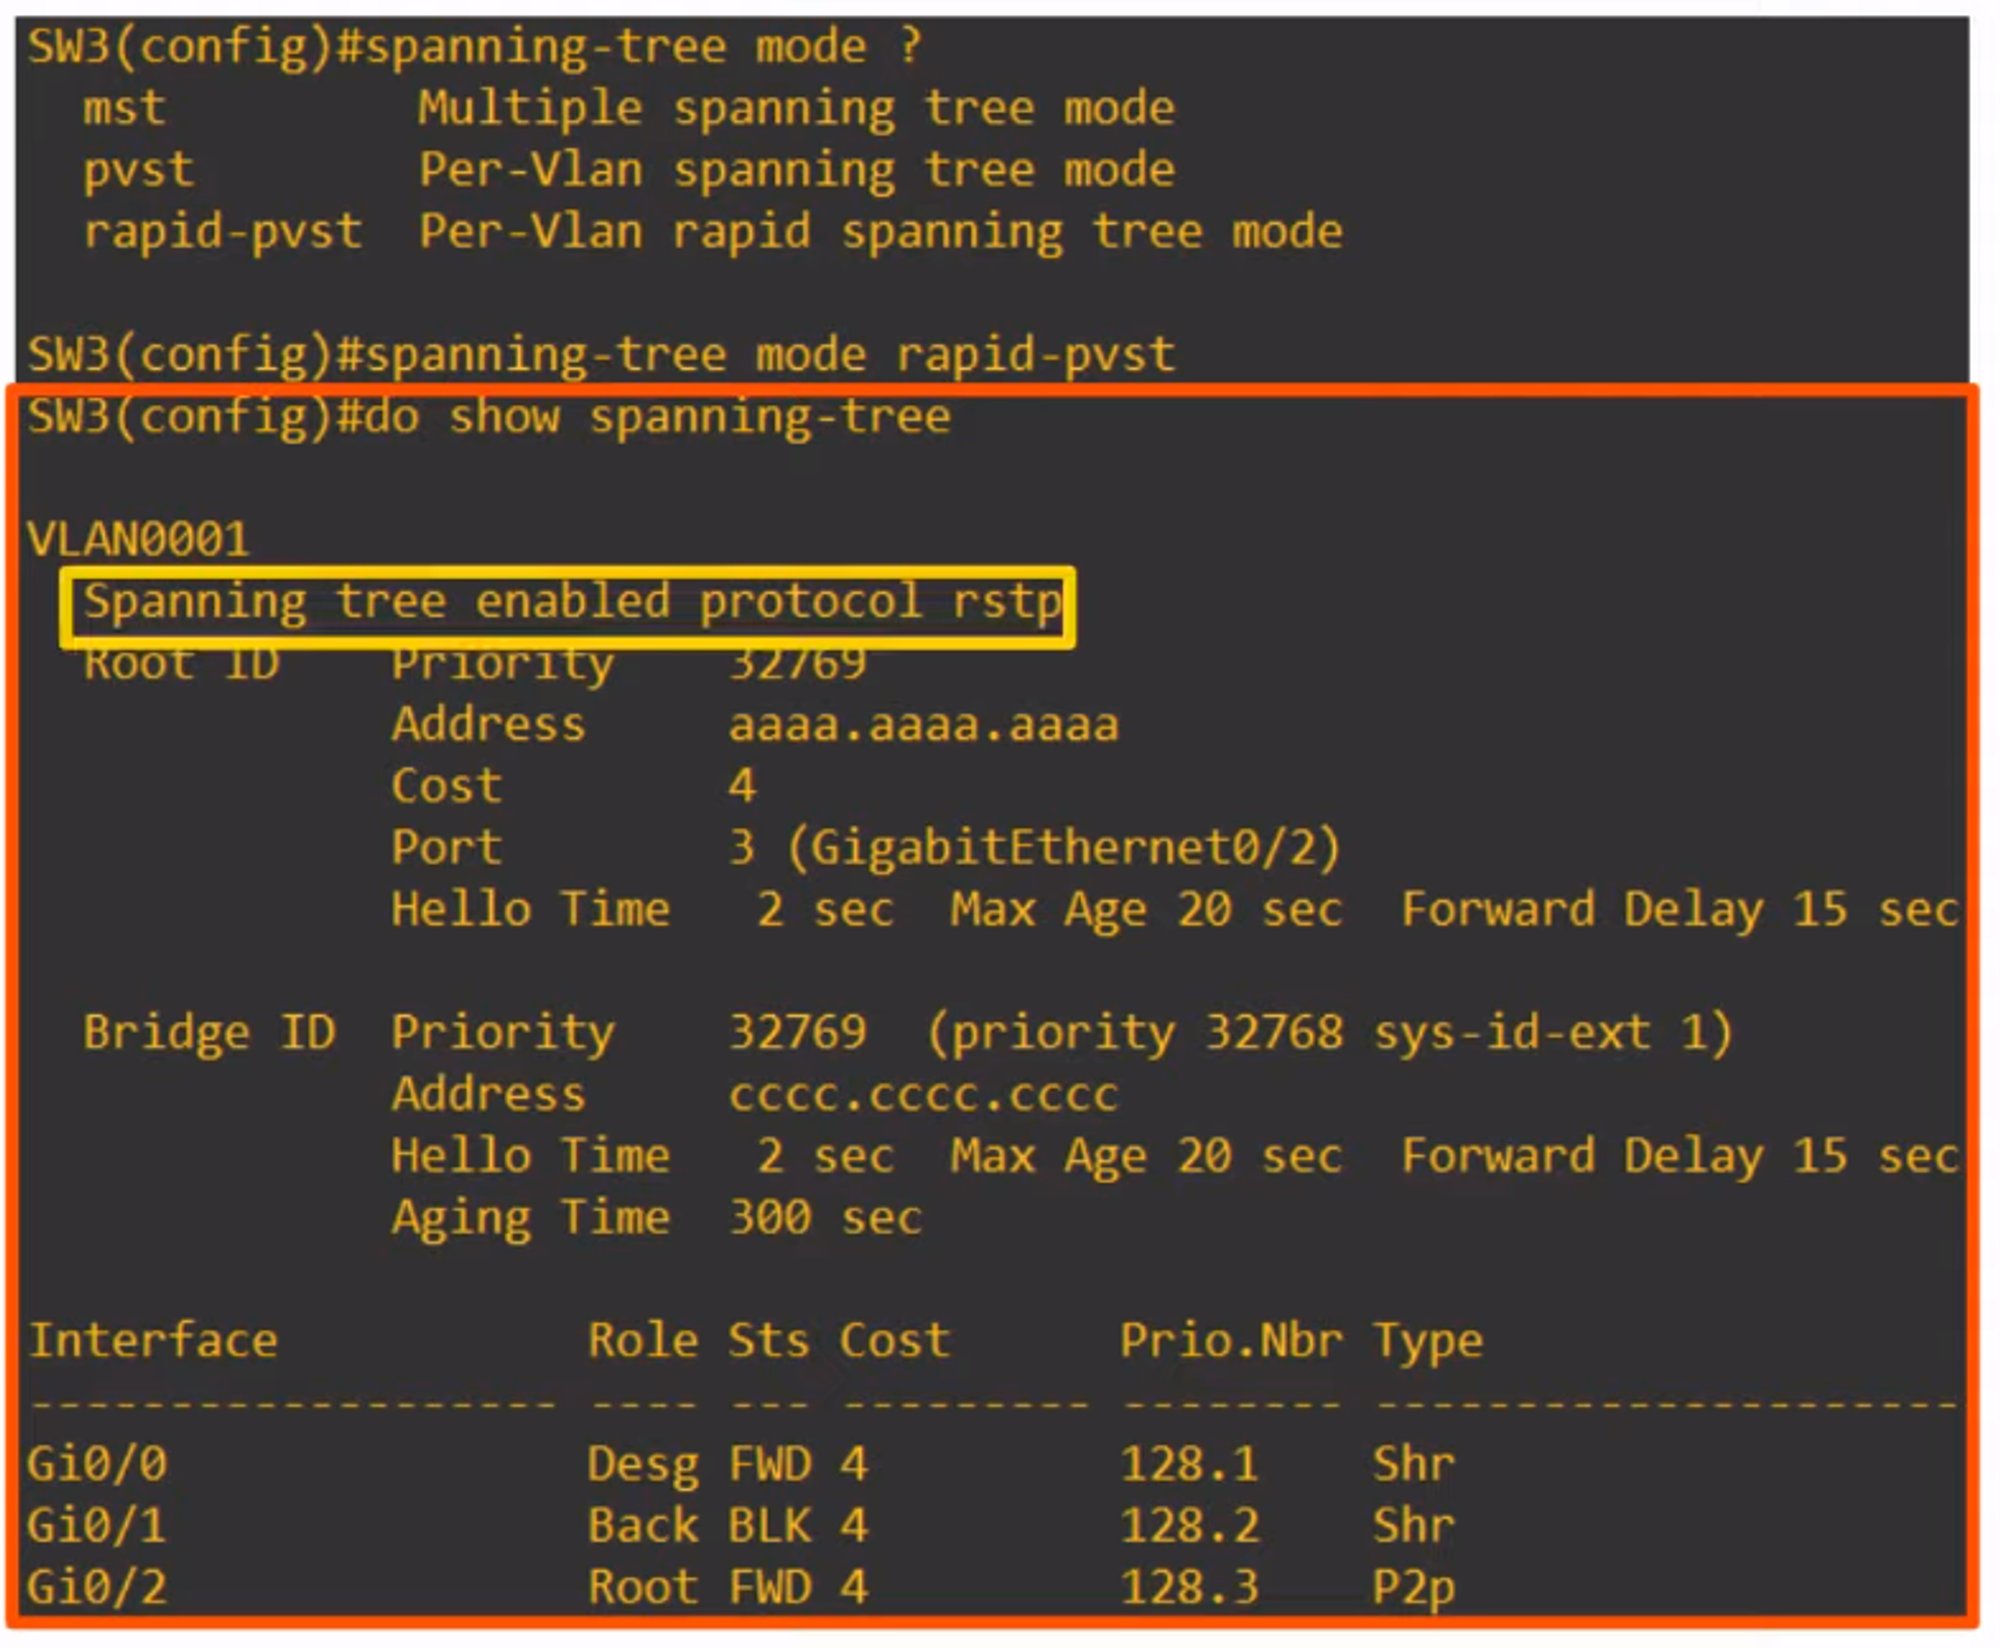 SW3(config)#spanning-tree mode ?
  mst         Multiple spanning tree mode
  pvst        Per-Vlan spanning tree mode
  rapid-pvst  Per-Vlan rapid spanning tree mode
SW3(config)#spanning-tree mode rapid-pvst
SW3(config)#do show spanning-tree
VLAN0001
  Spanning tree enabled protocol rstp
  Root ID    Priority    32769
             Address     aaaa.aaaa.aaaa
             Cost        4
             Port        3 (GigabitEthernet0/2)
             Hello Time   2 sec  Max Age 20 sec  Forward Delay 15 sec
  Bridge ID  Priority    32769  (priority 32768 sys-id-ext 1)
             Address     cccc.cccc.cccc
             Hello Time   2 sec  Max Age 20 sec  Forward Delay 15 sec
             Aging Time  300 sec
Interface           Role Sts Cost      Prio.Nbr Type
------------------- ---- --- --------- -------- ---------------------
Gi0/0               Desg FWD 4         128.1    Shr
Gi0/1               Back BLK 4         128.2    Shr
Gi0/2               Root FWD 4         128.3    P2p